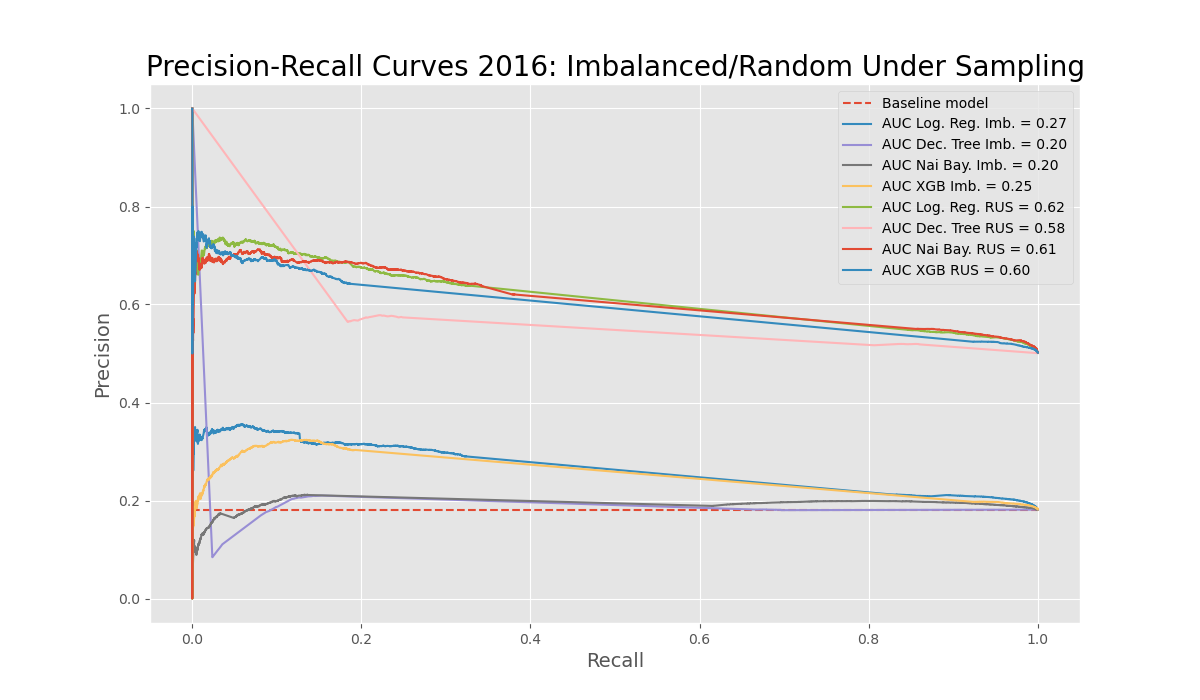 Precision-Recall Curves 2016: Imbalanced/Random Under Sampling
1.0
0.8
0.6
0.4
0.2
0.0
Precision
Baseline model
AUC Log. Reg. Imb. = 0.27
AUC Dec. Tree Imb. = 0.20
AUC Nai Bay. Imb. = 0.20
AUC XGB Imb. = 0.25
AUC Log. Reg. RUS = 0.62
AUC Dec. Tree RUS = 0.58
AUC Nai Bay. RUS = 0.61
AUC XGB RUS = 0.60
0.0 0.2 0.4 0.6 0.8 1.0
Recall